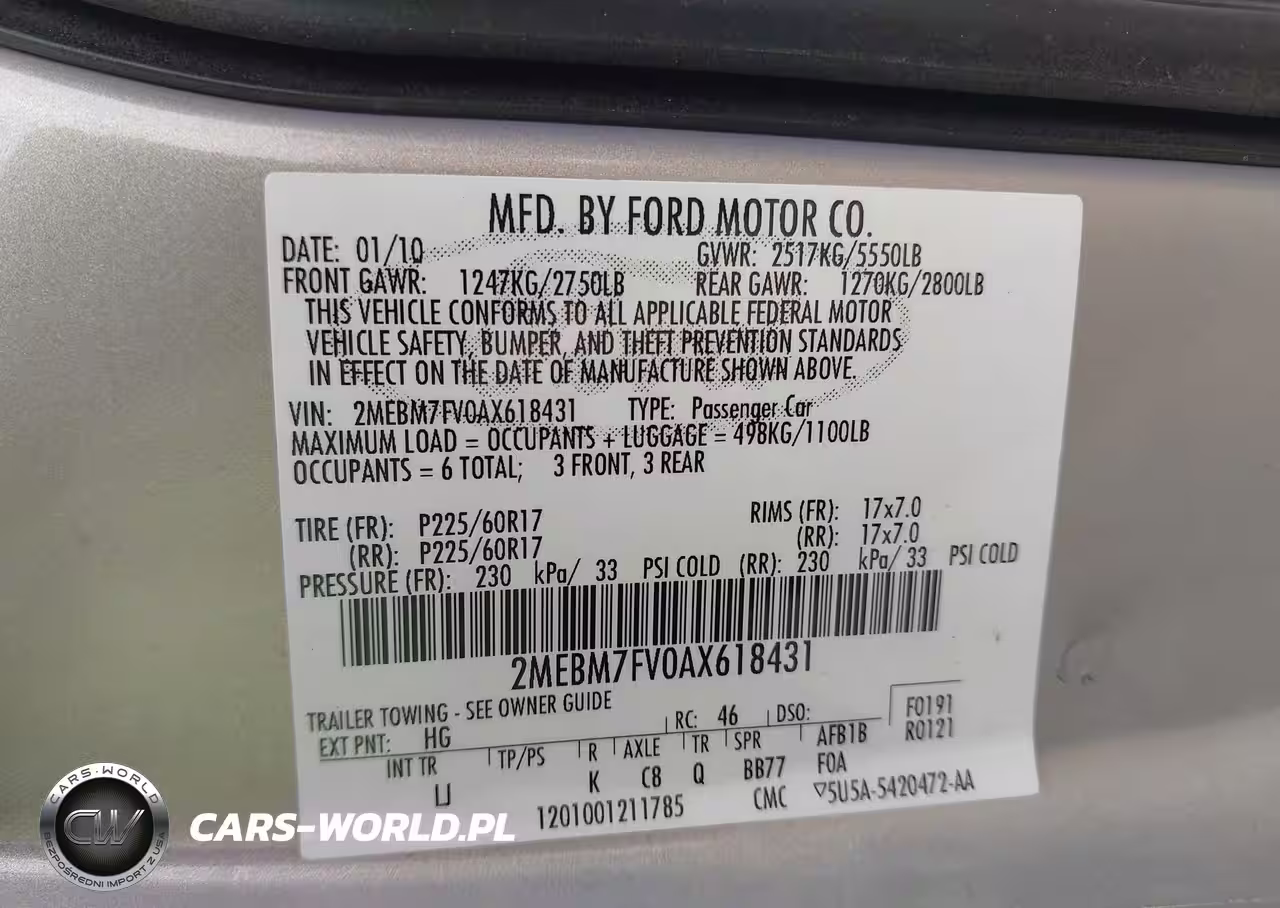 MFD. BY FORD MOTOR CO.
DATE: 01/10 GVWR: 2517KG/5550LB
FRONT GAWR: 1247KG/2750LB REAR GAWR: 1270KG/2800LB
THIS VEHICLE CONFORMS TO ALL APPLICABLE FEDERAL MOTOR
VEHICLE SAFETY, BUMPER, AND THEFT PREVENTION STANDARDS
IN EFFECT ON THE DATE OF MANUFACTURE SHOWN ABOVE.
VIN: 2MEBM7FV0AX618431 TYPE: Passenger Car
MAXIMUM LOAD = OCCUPANTS + LUGGAGE = 498KG/1100LB
OCCUPANTS = 6 TOTAL; 3 FRONT, 3 REAR
TIRE (FR): P225/60R17 RIMS (FR): 17x7.0
(RR): P225/60R17 (RR): 17x7.0
PRESSURE (FR): 230 kPa/ 33 PSI COLD (RR): 230 kPa/ 33 PSI COLD
2MEBM7FV0AX618431
TRAILER TOWING - SEE OWNER GUIDE
EXT PNT: HG RC: 46 DSO: F0191
R0121
INT TR TP/PS R AXLE TR SPR AFB1B
LJ K C8 Q BB77 F0A
1201001211785 CMC ▽5U5A-5420472-AA
CARS-WORLD
CW
BEZPOŚREDNI IMPORT Z USA
CARS-WORLD.PL